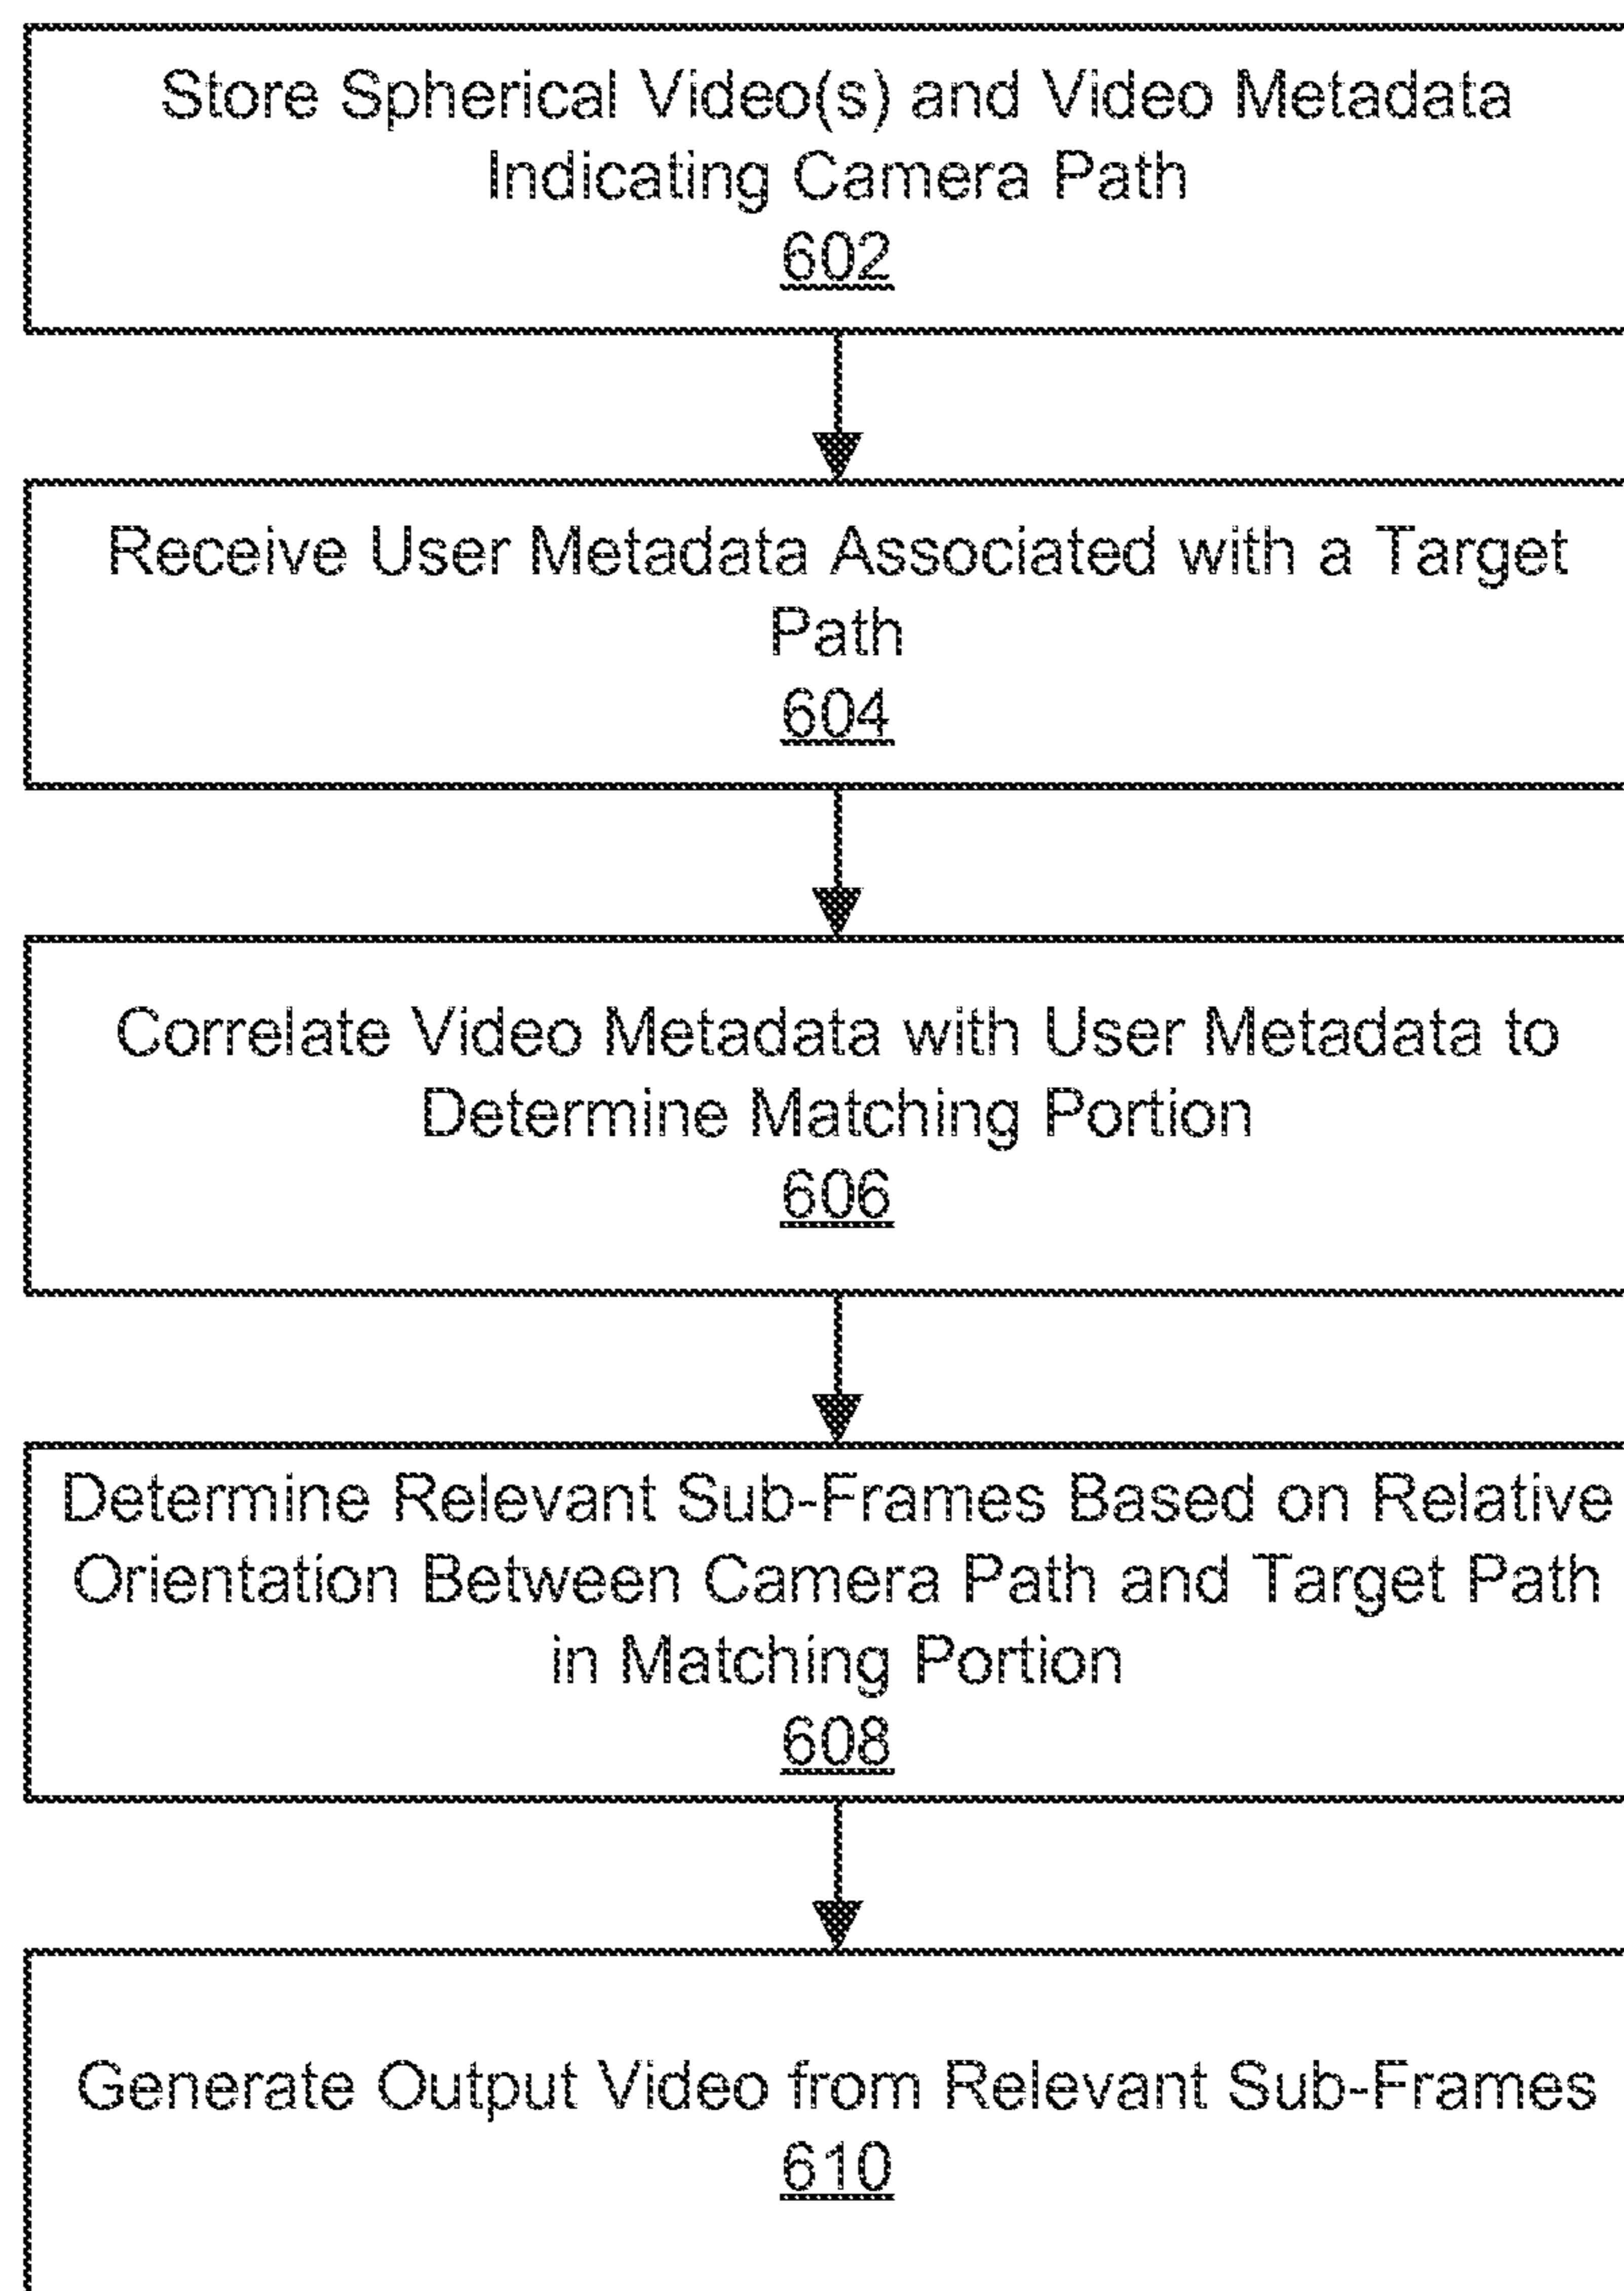 Store Spherical Video(s) and Video Metadata
Indicating Camera Path
602
Receive User Metadata Associated with a Target
Path
604
Correlate Video Metadata with User Metadata to
Determine Matching Portion
606
Determine Relevant Sub-Frames Based on Relative
Orientation Between Camera Path and Target Path
in Matching Portion
608
Generate Output Video from Relevant Sub-Frames
610